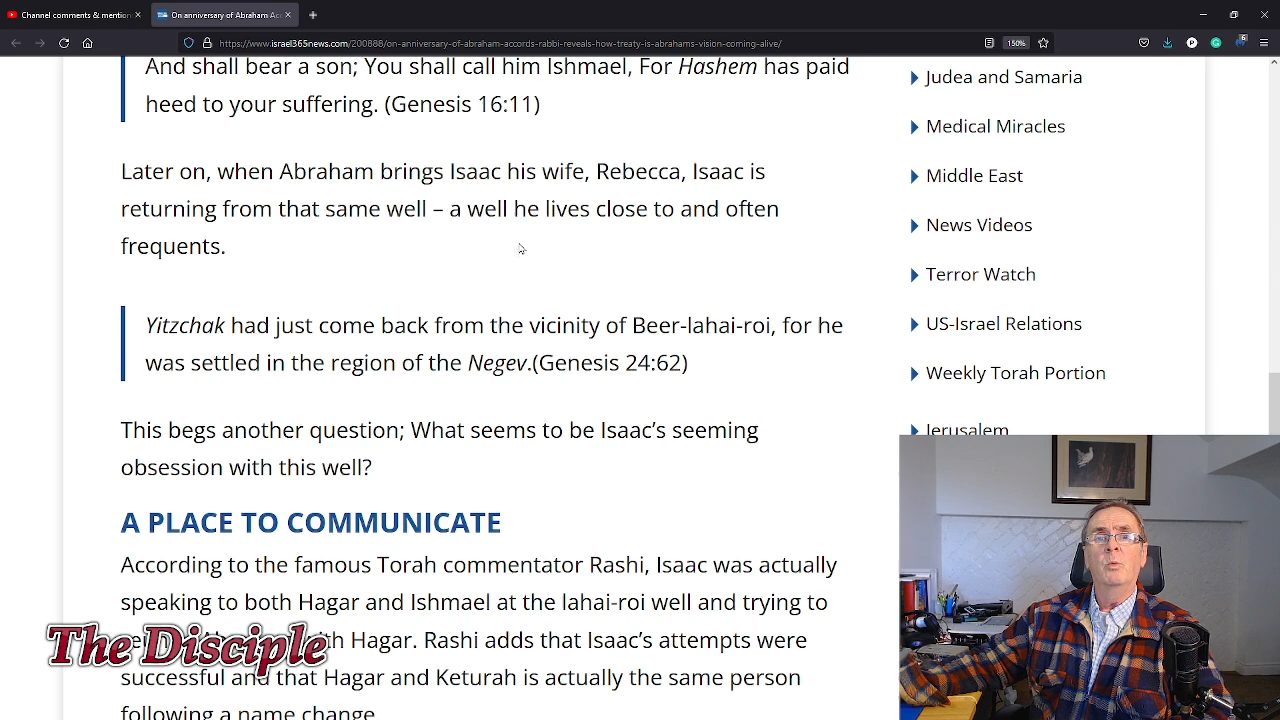 Channel comments & mention
On anniversary of Abraham Acc
https://www.israel365news.com/200888/on-anniversary-of-abraham-accords-rabbi-reveals-how-treaty-is-abrahams-vision-coming-alive/
150%
And shall bear a son; You shall call him Ishmael, For Hashem has paid
heed to your suffering. (Genesis 16:11)
Later on, when Abraham brings Isaac his wife, Rebecca, Isaac is
returning from that same well – a well he lives close to and often
frequents.
Yitzchak had just come back from the vicinity of Beer-lahai-roi, for he
was settled in the region of the Negev.(Genesis 24:62)
This begs another question; What seems to be Isaac's seeming
obsession with this well?
A PLACE TO COMMUNICATE
According to the famous Torah commentator Rashi, Isaac was actually
speaking to both Hagar and Ishmael at the lahai-roi well and trying to
Hagar. Rashi adds that Isaac's attempts were
successful and that Hagar and Keturah is actually the same person
following a name change.
Judea and Samaria
Medical Miracles
Middle East
News Videos
Terror Watch
US-Israel Relations
Weekly Torah Portion
Jerusalem
The Disciple